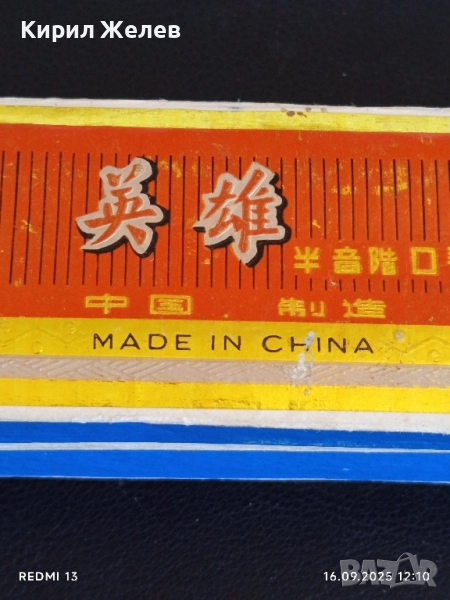 Кирил Желев
英雄
半音階口
中国 制造
MADE IN CHINA
REDMI 13
16.09.2025 12:10
BAZAR